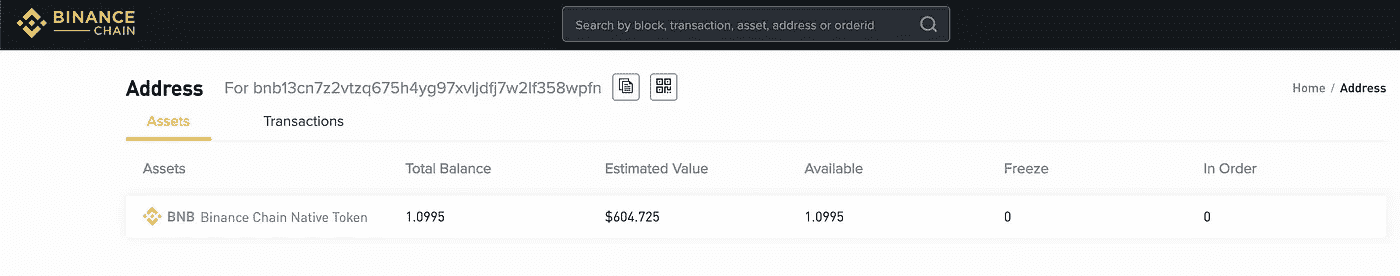 BINANCE
CHAIN
Search by block, transaction, asset, address or orderid
Address For bnb13cn7z2vtzq675h4yg97xvljdfj7w2lf358wpfn Home / Address
Assets Transactions
Assets Total Balance Estimated Value Available Freeze In Order
BNB Binance Chain Native Token 1.0995 $604.725 1.0995 0 0